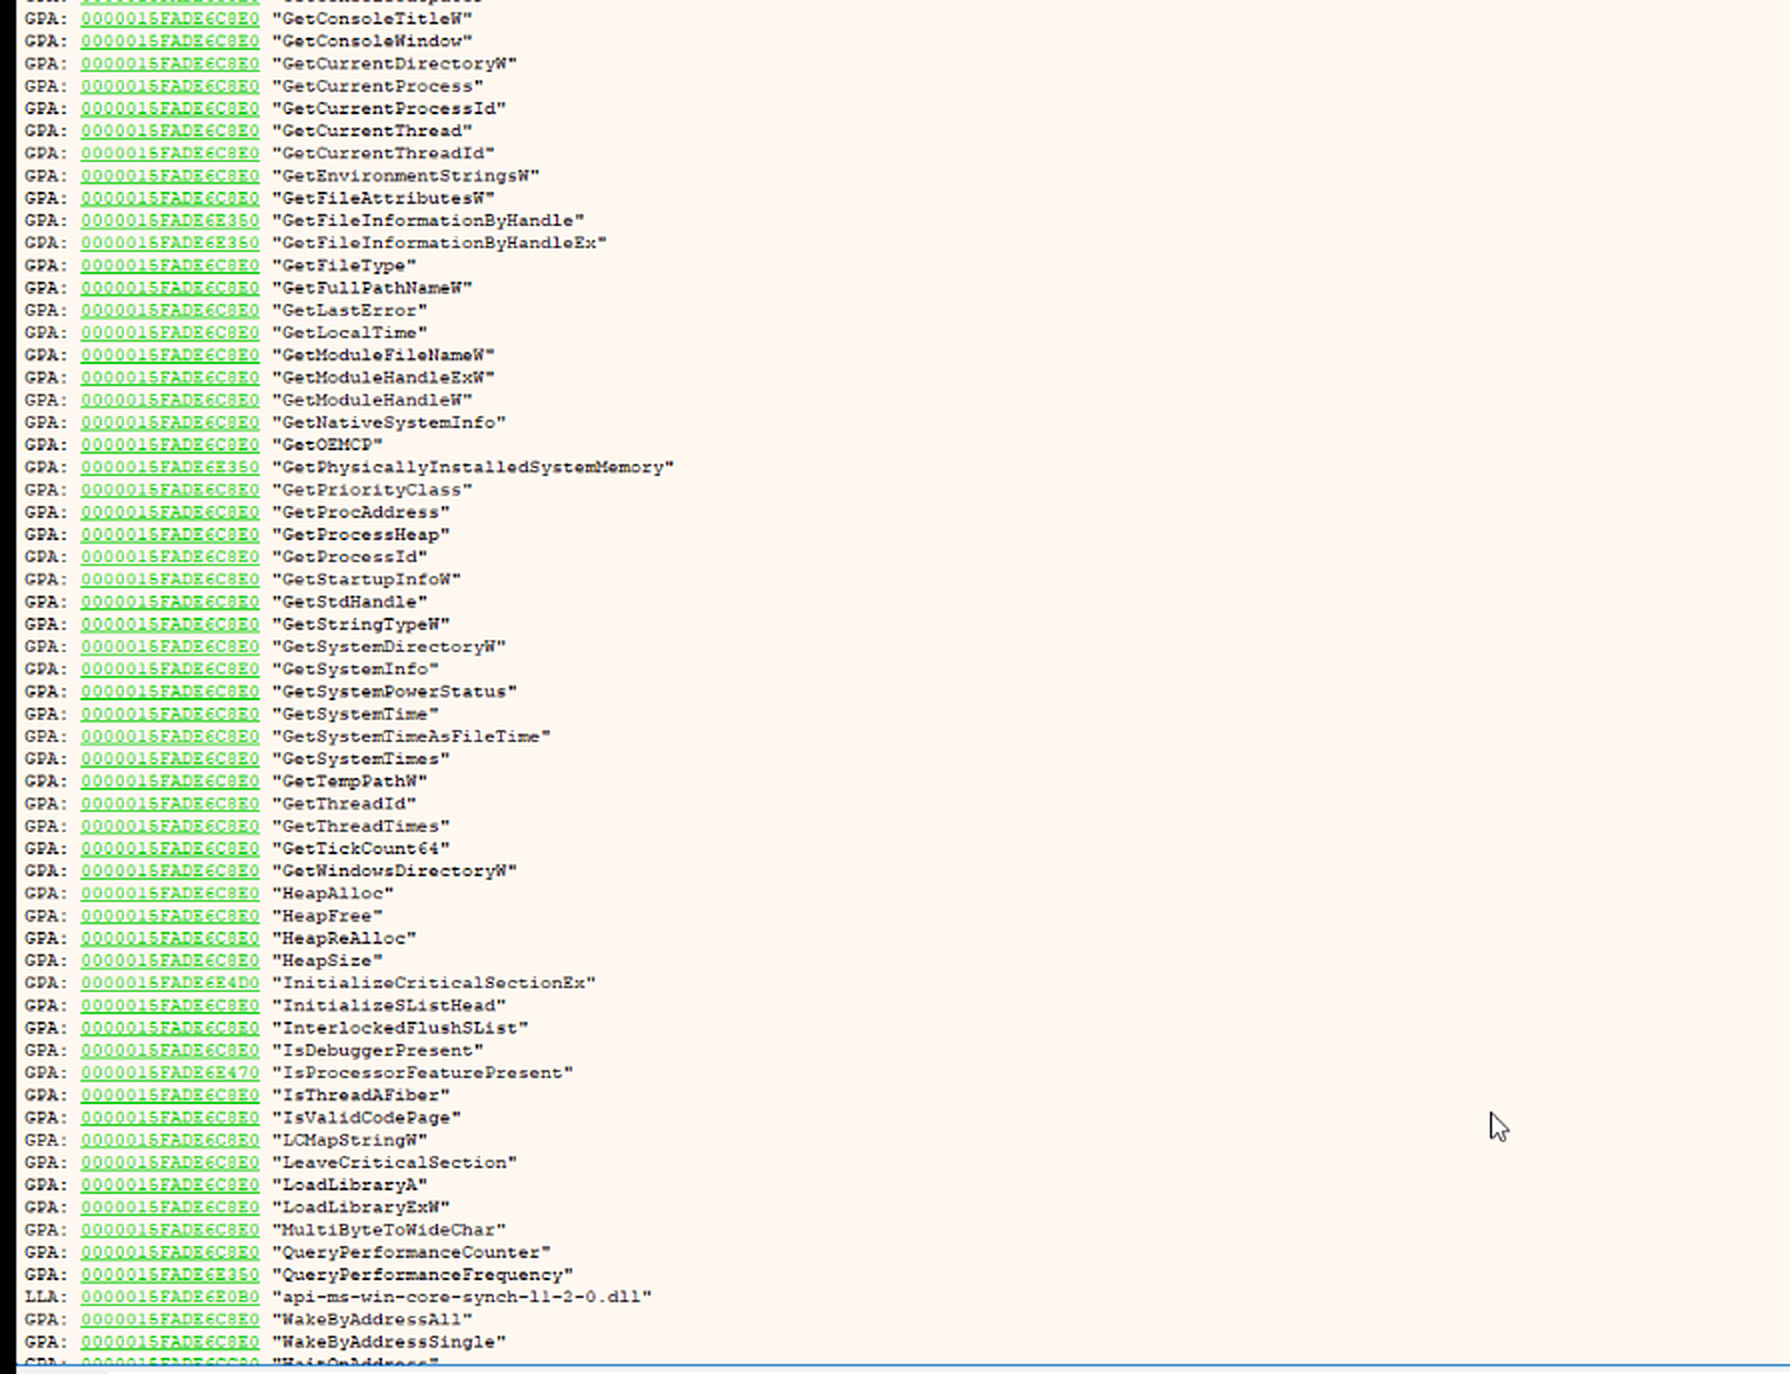 GPA: 0000015FADE6C8E0 "GetConsoleTitleW"
GPA: 0000015FADE6C8E0 "GetConsoleWindow"
GPA: 0000015FADE6C8E0 "GetCurrentDirectoryW"
GPA: 0000015FADE6C8E0 "GetCurrentProcess"
GPA: 0000015FADE6C8E0 "GetCurrentProcessId"
GPA: 0000015FADE6C8E0 "GetCurrentThread"
GPA: 0000015FADE6C8E0 "GetCurrentThreadId"
GPA: 0000015FADE6C8E0 "GetEnvironmentStringsW"
GPA: 0000015FADE6C8E0 "GetFileAttributesW"
GPA: 0000015FADE6E350 "GetFileInformationByHandle"
GPA: 0000015FADE6E350 "GetFileInformationByHandleEx"
GPA: 0000015FADE6C8E0 "GetFileType"
GPA: 0000015FADE6C8E0 "GetFullPathNameW"
GPA: 0000015FADE6C8E0 "GetLastError"
GPA: 0000015FADE6C8E0 "GetLocalTime"
GPA: 0000015FADE6C8E0 "GetModuleFileNameW"
GPA: 0000015FADE6C8E0 "GetModuleHandleExW"
GPA: 0000015FADE6C8E0 "GetModuleHandleW"
GPA: 0000015FADE6C8E0 "GetNativeSystemInfo"
GPA: 0000015FADE6C8E0 "GetOEMCP"
GPA: 0000015FADE6E350 "GetPhysicallyInstalledSystemMemory"
GPA: 0000015FADE6C8E0 "GetPriorityClass"
GPA: 0000015FADE6C8E0 "GetProcAddress"
GPA: 0000015FADE6C8E0 "GetProcessHeap"
GPA: 0000015FADE6C8E0 "GetProcessId"
GPA: 0000015FADE6C8E0 "GetStartupInfoW"
GPA: 0000015FADE6C8E0 "GetStdHandle"
GPA: 0000015FADE6C8E0 "GetStringTypeW"
GPA: 0000015FADE6C8E0 "GetSystemDirectoryW"
GPA: 0000015FADE6C8E0 "GetSystemInfo"
GPA: 0000015FADE6C8E0 "GetSystemPowerStatus"
GPA: 0000015FADE6C8E0 "GetSystemTime"
GPA: 0000015FADE6C8E0 "GetSystemTimeAsFileTime"
GPA: 0000015FADE6C8E0 "GetSystemTimes"
GPA: 0000015FADE6C8E0 "GetTempPathW"
GPA: 0000015FADE6C8E0 "GetThreadId"
GPA: 0000015FADE6C8E0 "GetThreadTimes"
GPA: 0000015FADE6C8E0 "GetTickCount64"
GPA: 0000015FADE6C8E0 "GetWindowsDirectoryW"
GPA: 0000015FADE6C8E0 "HeapAlloc"
GPA: 0000015FADE6C8E0 "HeapFree"
GPA: 0000015FADE6C8E0 "HeapReAlloc"
GPA: 0000015FADE6C8E0 "HeapSize"
GPA: 0000015FADE6E4D0 "InitializeCriticalSectionEx"
GPA: 0000015FADE6C8E0 "InitializeSListHead"
GPA: 0000015FADE6C8E0 "InterlockedFlushSList"
GPA: 0000015FADE6C8E0 "IsDebuggerPresent"
GPA: 0000015FADE6E470 "IsProcessorFeaturePresent"
GPA: 0000015FADE6C8E0 "IsThreadAFiber"
GPA: 0000015FADE6C8E0 "IsValidCodePage"
GPA: 0000015FADE6C8E0 "LCMapStringW"
GPA: 0000015FADE6C8E0 "LeaveCriticalSection"
GPA: 0000015FADE6C8E0 "LoadLibraryA"
GPA: 0000015FADE6C8E0 "LoadLibraryExW"
GPA: 0000015FADE6C8E0 "MultiByteToWideChar"
GPA: 0000015FADE6C8E0 "QueryPerformanceCounter"
GPA: 0000015FADE6E350 "QueryPerformanceFrequency"
LLA: 0000015FADE6E0B0 "api-ms-win-core-synch-l1-2-0.dll"
GPA: 0000015FADE6C8E0 "WakeByAddressAll"
GPA: 0000015FADE6C8E0 "WakeByAddressSingle"